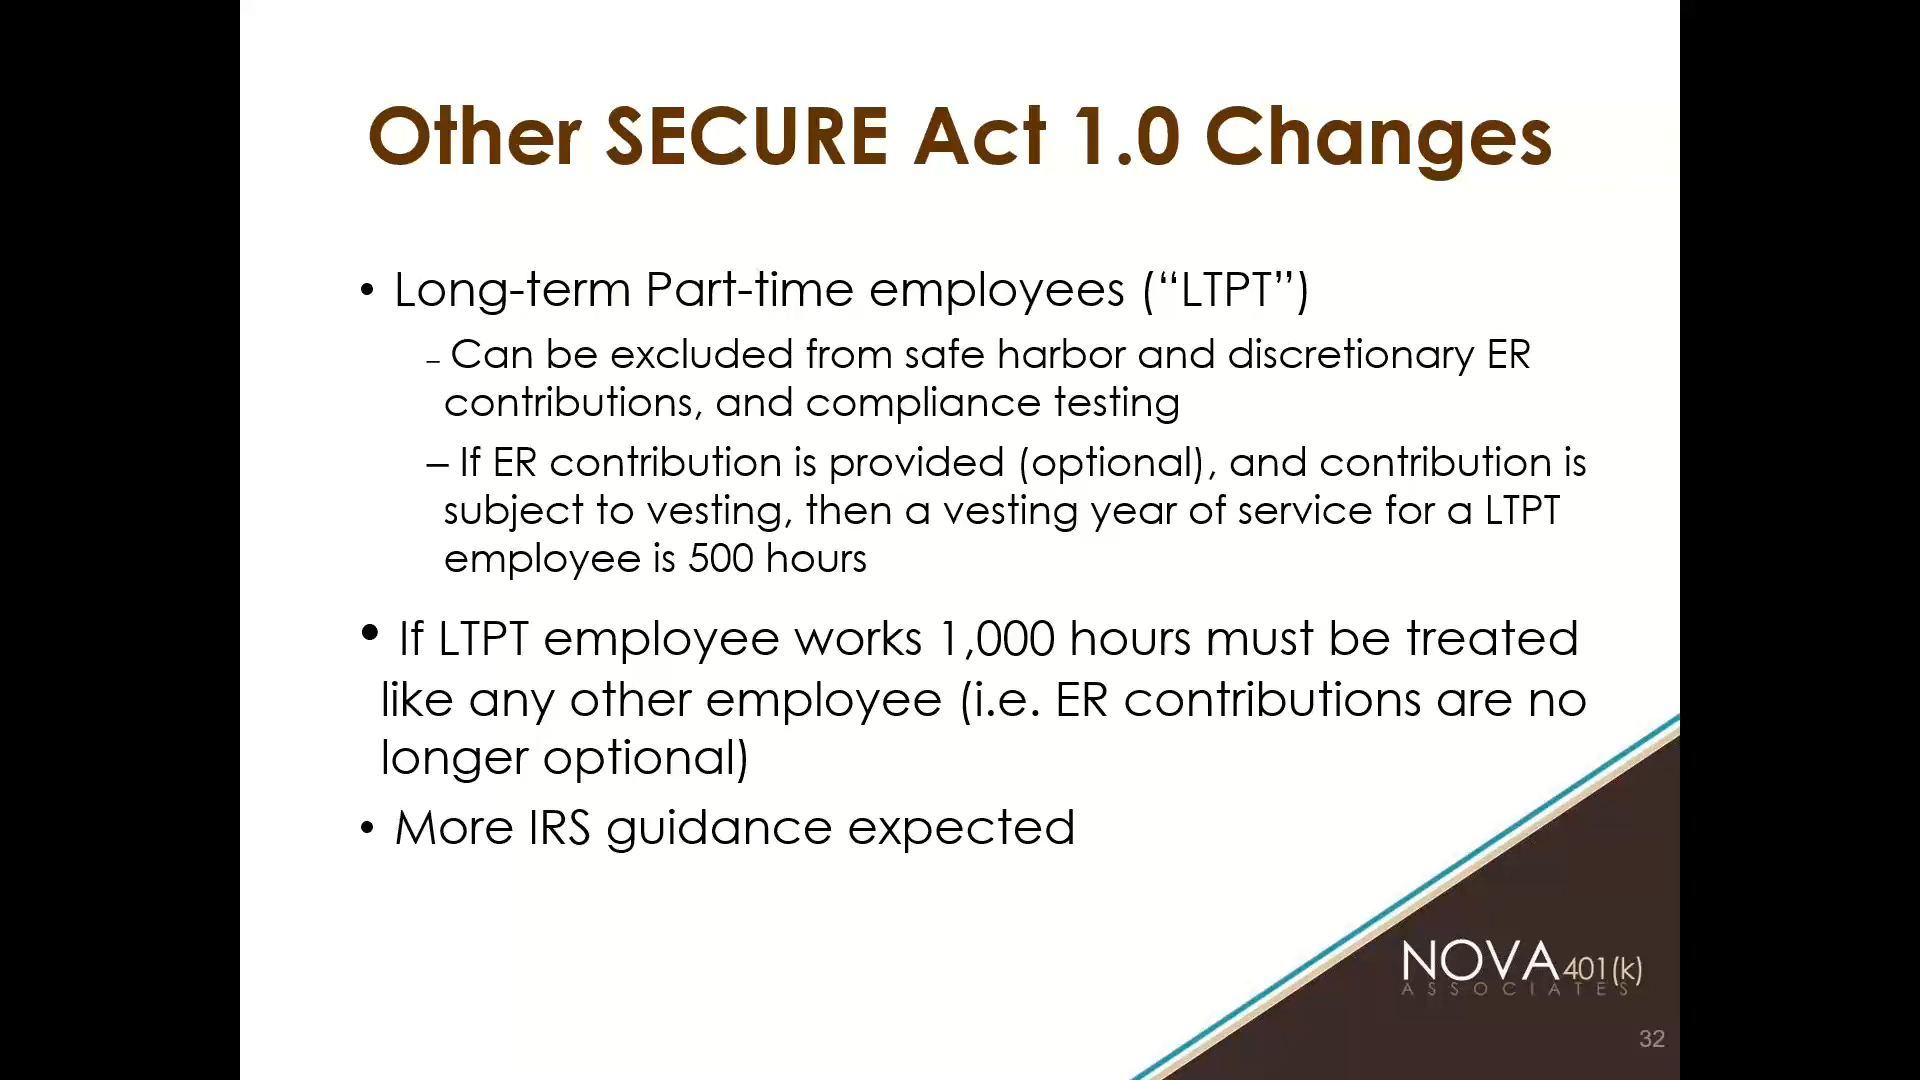 Other SECURE Act 1.0 Changes
• Long-term Part-time employees (“LTPT”)
– Can be excluded from safe harbor and discretionary ER
contributions, and compliance testing
– If ER contribution is provided (optional), and contribution is
subject to vesting, then a vesting year of service for a LTPT
employee is 500 hours
• If LTPT employee works 1,000 hours must be treated
like any other employee (i.e. ER contributions are no
longer optional)
• More IRS guidance expected
NOVA 401(k)
ASSOCIATES
32